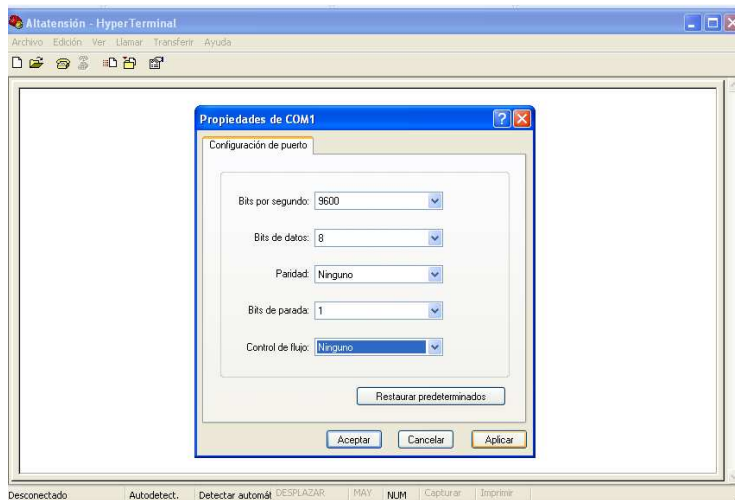 Altatensión - HyperTerminal
Archivo Edición Ver Llamar Transferir Ayuda
Propiedades de COM1
Configuración de puerto
Bits por segundo: 9600
Bits de datos: 8
Paridad: Ninguno
Bits de parada: 1
Control de flujo: Ninguno
Restaurar predeterminados
Aceptar Cancelar Aplicar
Desconectado Autodetect. Detectar automát DESPLAZAR MAY NUM Capturar Imprimir